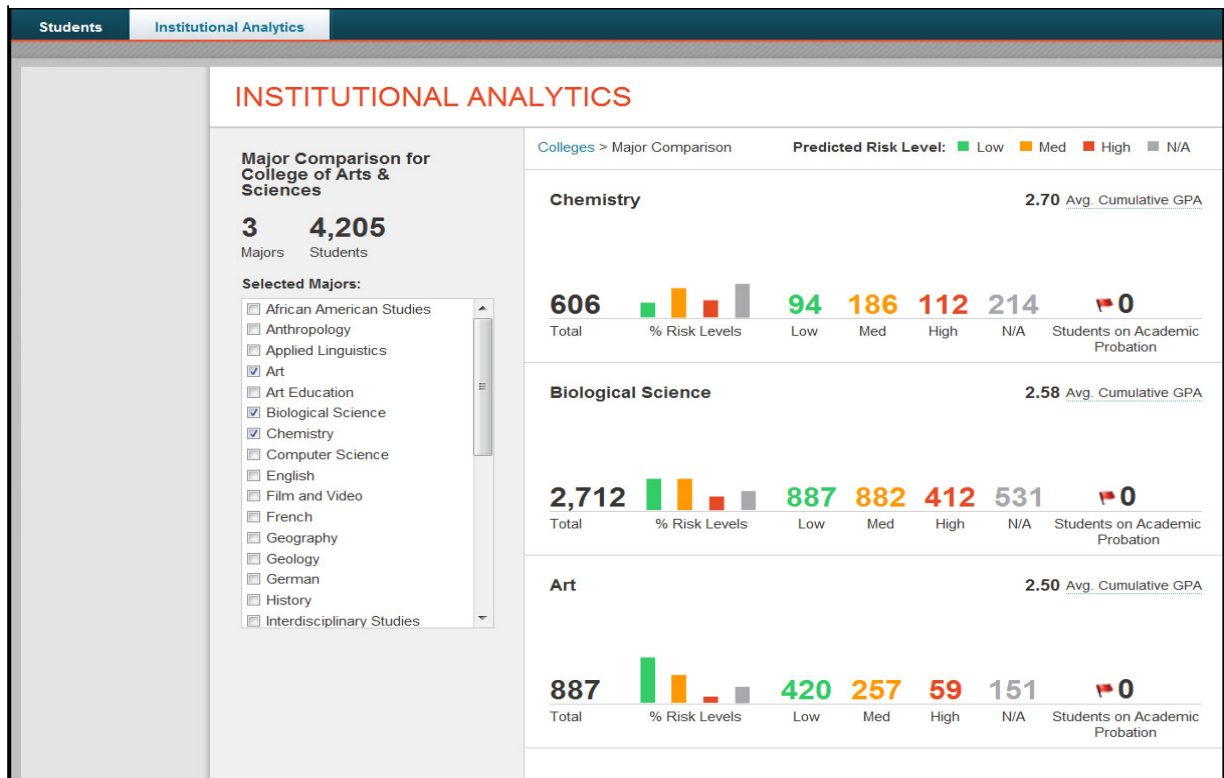 Students Institutional Analytics
INSTITUTIONAL ANALYTICS
Major Comparison for
College of Arts &
Sciences
3 4,205
Majors Students
Selected Majors:
African American Studies
Anthropology
Applied Linguistics
Art
Art Education
Biological Science
Chemistry
Computer Science
English
Film and Video
French
Geography
Geology
German
History
Interdisciplinary Studies
Colleges > Major Comparison Predicted Risk Level: Low Med High N/A
Chemistry 2.70 Avg. Cumulative GPA
606 94 186 112 214 0
Total % Risk Levels Low Med High N/A Students on Academic
Probation
Biological Science 2.58 Avg. Cumulative GPA
2,712 887 882 412 531 0
Total % Risk Levels Low Med High N/A Students on Academic
Probation
Art 2.50 Avg. Cumulative GPA
887 420 257 59 151 0
Total % Risk Levels Low Med High N/A Students on Academic
Probation